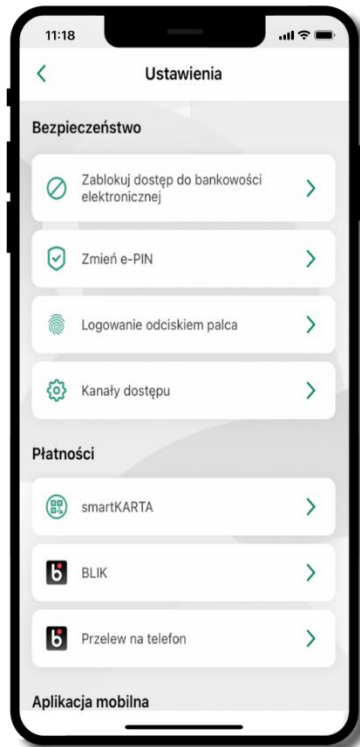 11:18
Ustawienia
Bezpieczeństwo
Zablokuj dostęp do bankowości
elektronicznej
Zmień e-PIN
Logowanie odciskiem palca
Kanały dostępu
Płatności
smartKARTA
BLIK
Przelew na telefon
Aplikacja mobilna